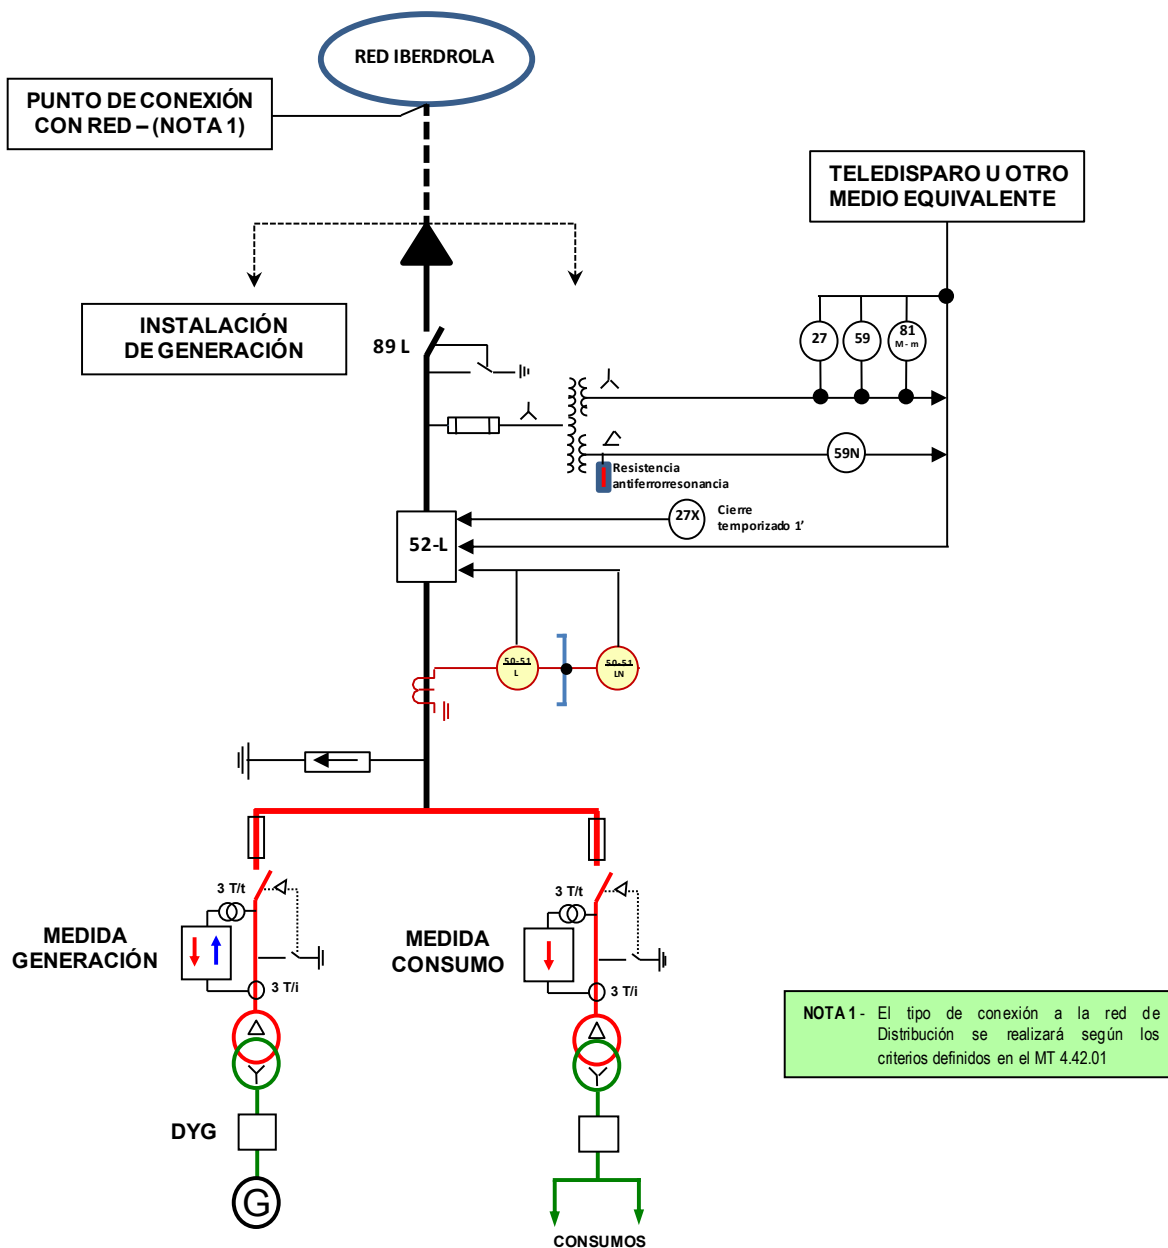 RED IBERDROLA
PUNTO DE CONEXIÓN
CON RED – (NOTA 1)
TELEDISPARO U OTRO
MEDIO EQUIVALENTE
INSTALACIÓN
DE GENERACIÓN
89 L
27
59
81
M - m
59N
Resistencia
antiferrorresonancia
27X
Cierre
temporizado 1'
52-L
50-51
L
50-51
LN
3 T/t
3 T/t
MEDIDA
GENERACIÓN
MEDIDA
CONSUMO
3 T/i
3 T/i
NOTA 1 - El tipo de conexión a la red de
Distribución se realizará según los
criterios definidos en el MT 4.42.01
DYG
G
CONSUMOS